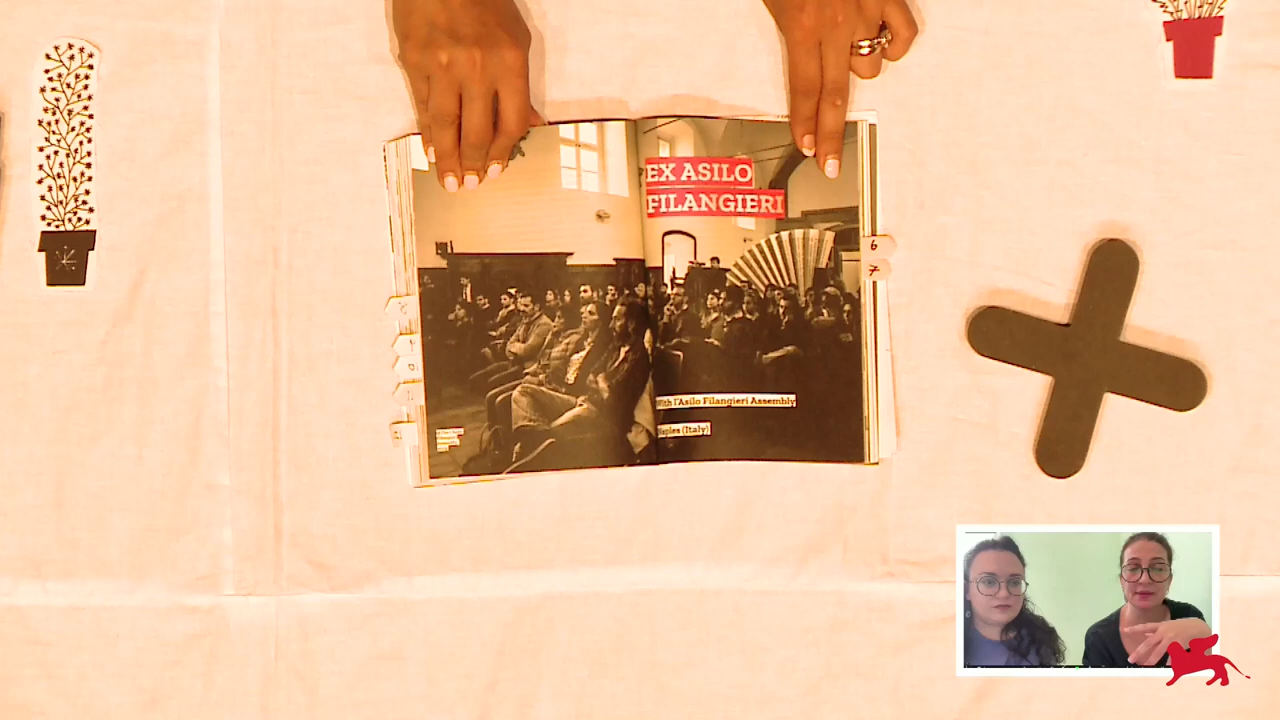 EX ASILO
FILANGIERI
6
7
With l'Asilo Filangieri Assembly
Naples (Italy)